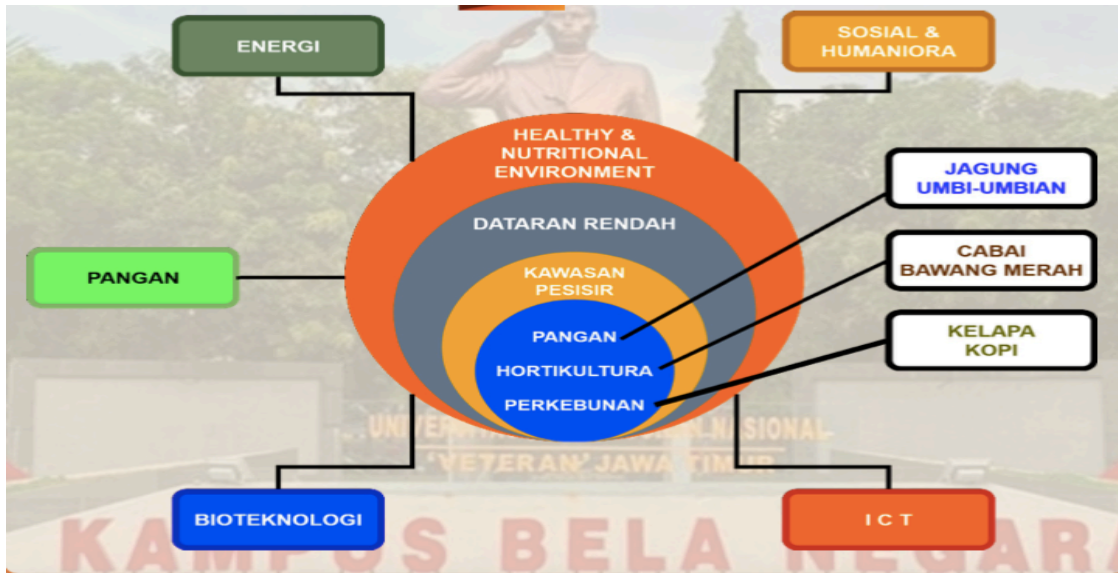 ENERGI
SOSIAL &
HUMANIORA
HEALTHY &
NUTRITIONAL
ENVIRONMENT
JAGUNG
UMBI-UMBIAN
DATARAN RENDAH
CABAI
BAWANG MERAH
PANGAN
KAWASAN
PESISIR
KELAPA
KOPI
PANGAN
HORTIKULTURA
PERKEBUNAN
NASIONAL
"VETERAN" JAWA TIMUR
BIOTEKNOLOGI
I C T
KAMPUS BELA NEGARA